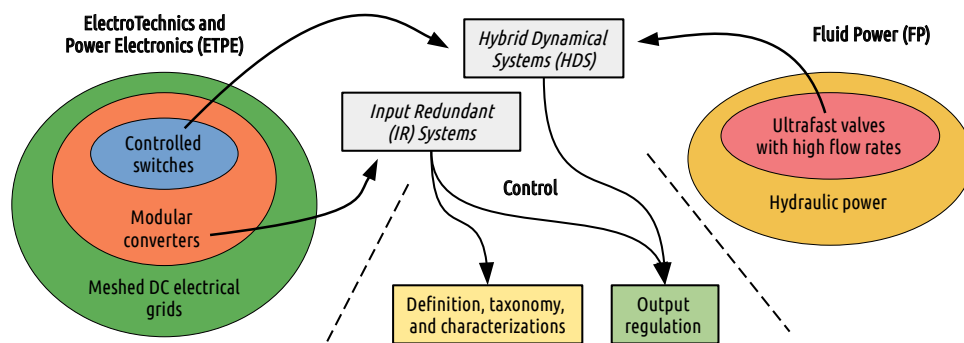 ElectroTechnics and
Power Electronics (ETPE)
Hybrid Dynamical
Systems (HDS)
Fluid Power (FP)
Input Redundant
(IR) Systems
Controlled
switches
Ultrafast valves
with high flow rates
Control
Modular
converters
Hydraulic power
Meshed DC electrical
grids
Definition, taxonomy,
and characterizations
Output
regulation